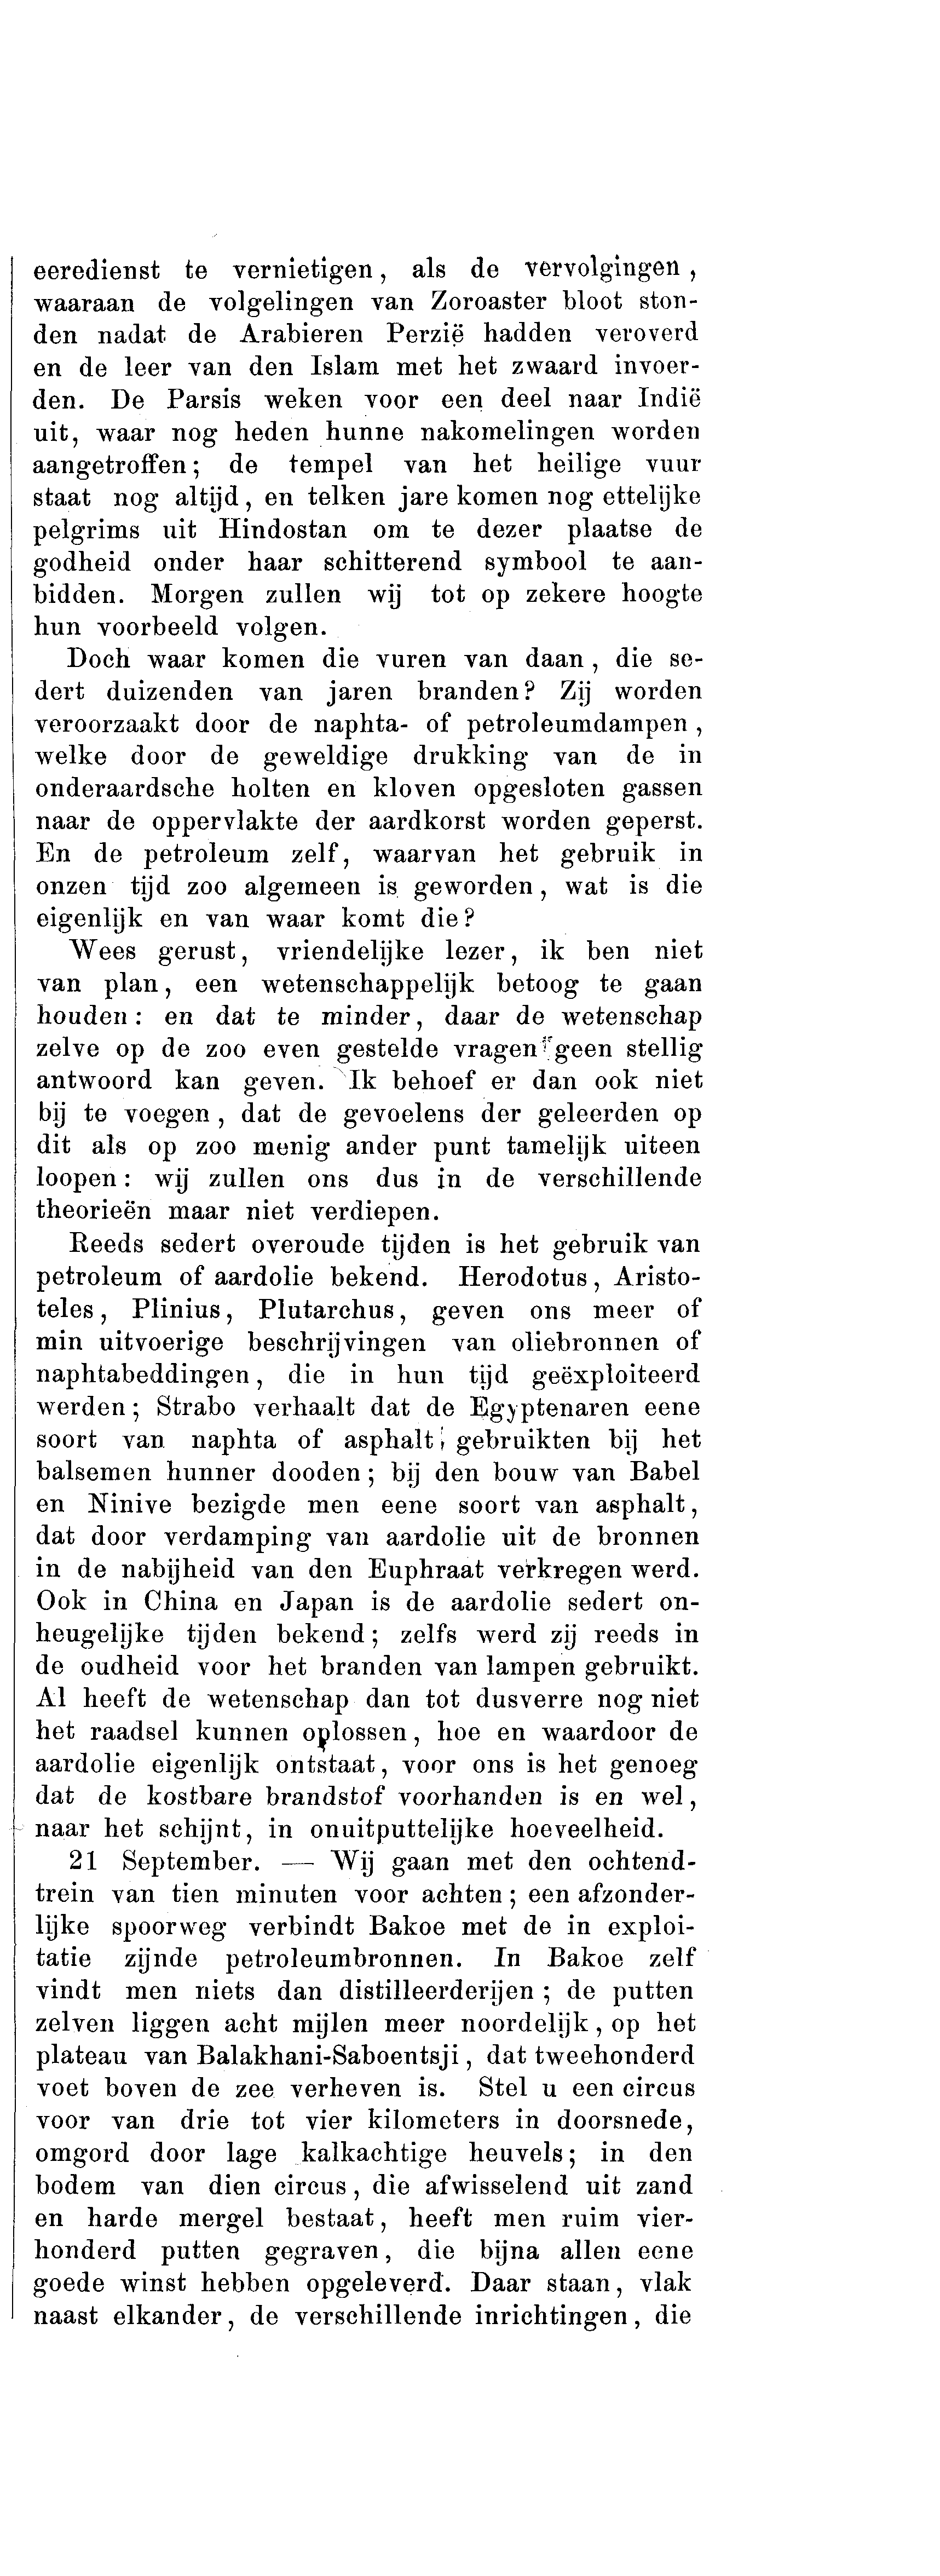 eeredienst te vernietigen, als de vervolgingen,
waaraan de volgelingen van Zoroaster bloot ston-
den nadat de Arabieren Perzië hadden veroverd
en de leer van den Islam met het zwaard invoer-
den. De Parsis weken voor een deel naar Indië
uit, waar nog heden hunne nakomelingen worden
aangetroffen; de tempel van het heilige vuur
staat nog altijd, en telken jare komen nog ettelijke
pelgrims uit Hindostan om te dezer plaatse de
godheid onder haar schitterend symbool te aan-
bidden. Morgen zullen wij tot op zekere hoogte
hun voorbeeld volgen.
Doch waar komen die vuren van daan, die se-
dert duizenden van jaren branden? Zij worden
veroorzaakt door de naphta- of petroleumdampen,
welke door de geweldige drukking van de in
onderaardsche holten en kloven opgesloten gassen
naar de oppervlakte der aardkorst worden geperst.
En de petroleum zelf, waarvan het gebruik in
onzen tijd zoo algemeen is geworden, wat is die
eigenlijk en van waar komt die?
Wees gerust, vriendelijke lezer, ik ben niet
van plan, een wetenschappelijk betoog te gaan
houden: en dat te minder, daar de wetenschap
zelve op de zoo even gestelde vragen geen stellig
antwoord kan geven. Ik behoef er dan ook niet
bij te voegen, dat de gevoelens der geleerden op
dit als op zoo menig ander punt tamelijk uiteen
loopen: wij zullen ons dus in de verschillende
theorieën maar niet verdiepen.
Reeds sedert overoude tijden is het gebruik van
petroleum of aardolie bekend. Herodotus, Aristo-
teles, Plinius, Plutarchus, geven ons meer of
min uitvoerige beschrijvingen van oliebronnen of
naphtabeddingen, die in hun tijd geëxploiteerd
werden; Strabo verhaalt dat de Egyptenaren eene
soort van naphta of asphalt gebruikten bij het
balsemen hunner dooden; bij den bouw van Babel
en Ninive bezigde men eene soort van asphalt,
dat door verdamping van aardolie uit de bronnen
in de nabijheid van den Euphraat verkregen werd.
Ook in China en Japan is de aardolie sedert on-
heugelijke tijden bekend; zelfs werd zij reeds in
de oudheid voor het branden van lampen gebruikt.
Al heeft de wetenschap dan tot dusverre nog niet
het raadsel kunnen oplossen, hoe en waardoor de
aardolie eigenlijk ontstaat, voor ons is het genoeg
dat de kostbare brandstof voorhanden is en wel,
naar het schijnt, in onuitputtelijke hoeveelheid.
21 September. — Wij gaan met den ochtend-
trein van tien minuten voor achten; een afzonder-
lijke spoorweg verbindt Bakoe met de in exploi-
tatie zijnde petroleumbronnen. In Bakoe zelf
vindt men niets dan distilleerderijen; de putten
zelven liggen acht mijlen meer noordelijk, op het
plateau van Balakhani-Saboentsji, dat tweehonderd
voet boven de zee verheven is. Stel u een circus
voor van drie tot vier kilometers in doorsnede,
omgord door lage kalkachtige heuvels; in den
bodem van dien circus, die afwisselend uit zand
en harde mergel bestaat, heeft men ruim vier-
honderd putten gegraven, die bijna allen eene
goede winst hebben opgeleverd. Daar staan, vlak
naast elkander, de verschillende inrichtingen, die